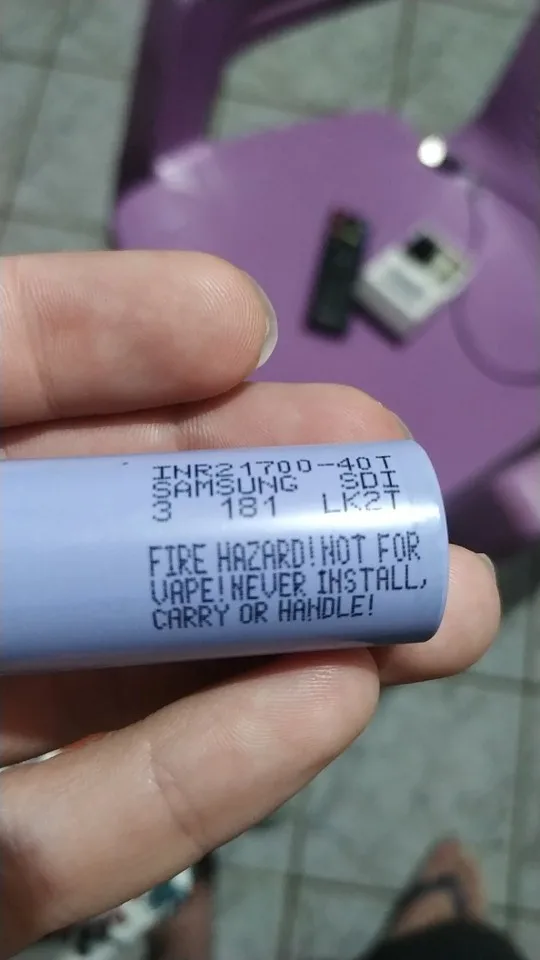 INR21700-40T
SAMSUNG SDI
3 181 LK2T
FIRE HAZARD!NOT FOR
VAPE!NEVER INSTALL,
CARRY OR HANDLE!